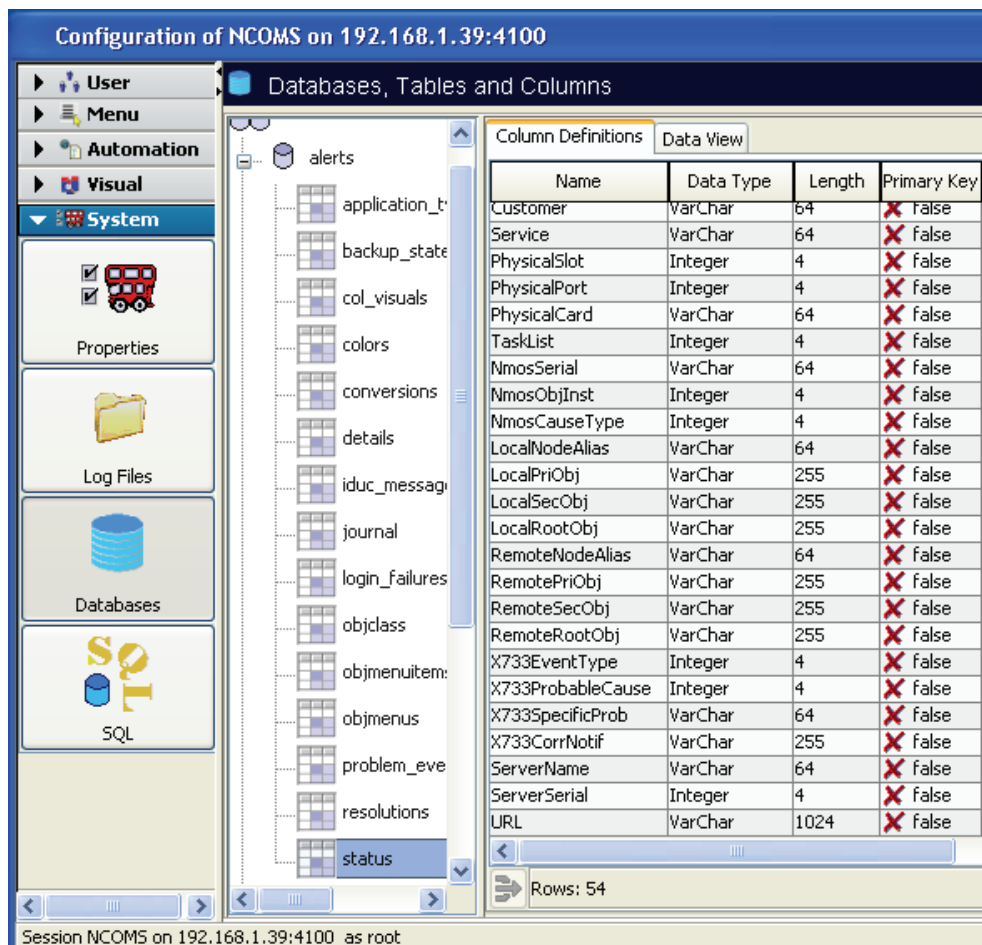 Configuration of NCOMS on 192.168.1.39:4100
User
Menu
Automation
Visual
System
Properties
Log Files
Databases
SQL
SQL
Databases, Tables and Columns
alerts
application_t
backup_state
col_visuals
colors
conversions
details
iduc_messag
journal
login_failures
objclass
objmenuitem
objmenus
problem_eve
resolutions
status
Column Definitions Data View
Name Data Type Length Primary Key
Customer VarChar 64 false
Service VarChar 64 false
PhysicalSlot Integer 4 false
PhysicalPort Integer 4 false
PhysicalCard VarChar 64 false
TaskList Integer 4 false
NmosSerial VarChar 64 false
NmosObjInst Integer 4 false
NmosCauseType Integer 4 false
LocalNodeAlias VarChar 64 false
LocalPriObj VarChar 255 false
LocalSecObj VarChar 255 false
LocalRootObj VarChar 255 false
RemoteNodeAlias VarChar 64 false
RemotePriObj VarChar 255 false
RemoteSecObj VarChar 255 false
RemoteRootObj VarChar 255 false
X733EventType Integer 4 false
X733ProbableCause Integer 4 false
X733SpecificProb VarChar 64 false
X733CorrNotif VarChar 255 false
ServerName VarChar 64 false
ServerSerial Integer 4 false
URL VarChar 1024 false
Rows: 54
Session NCOMS on 192.168.1.39:4100 as root